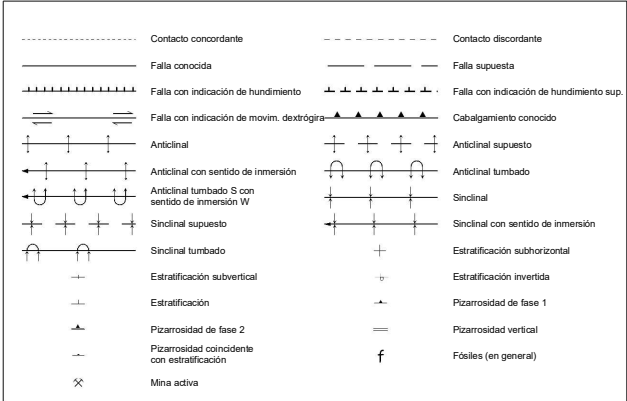 Contacto concordante
Contacto discordante
Falla conocida
Falla supuesta
Falla con indicación de hundimiento
Falla con indicación de hundimiento sup.
Falla con indicación de movim. dextrógira
Cabalgamiento conocido
Anticlinal
Anticlinal supuesto
Anticlinal con sentido de inmersión
Anticlinal tumbado
Anticlinal tumbado S con
sentido de inmersión W
Sinclinal
Sinclinal supuesto
Sinclinal con sentido de inmersión
Sinclinal tumbado
Estratificación subhorizontal
Estratificación subvertical
Estratificación invertida
Estratificación
Pizarrosidad de fase 1
Pizarrosidad de fase 2
Pizarrosidad vertical
Pizarrosidad coincidente
con estratificación
f
Fósiles (en general)
Mina activa